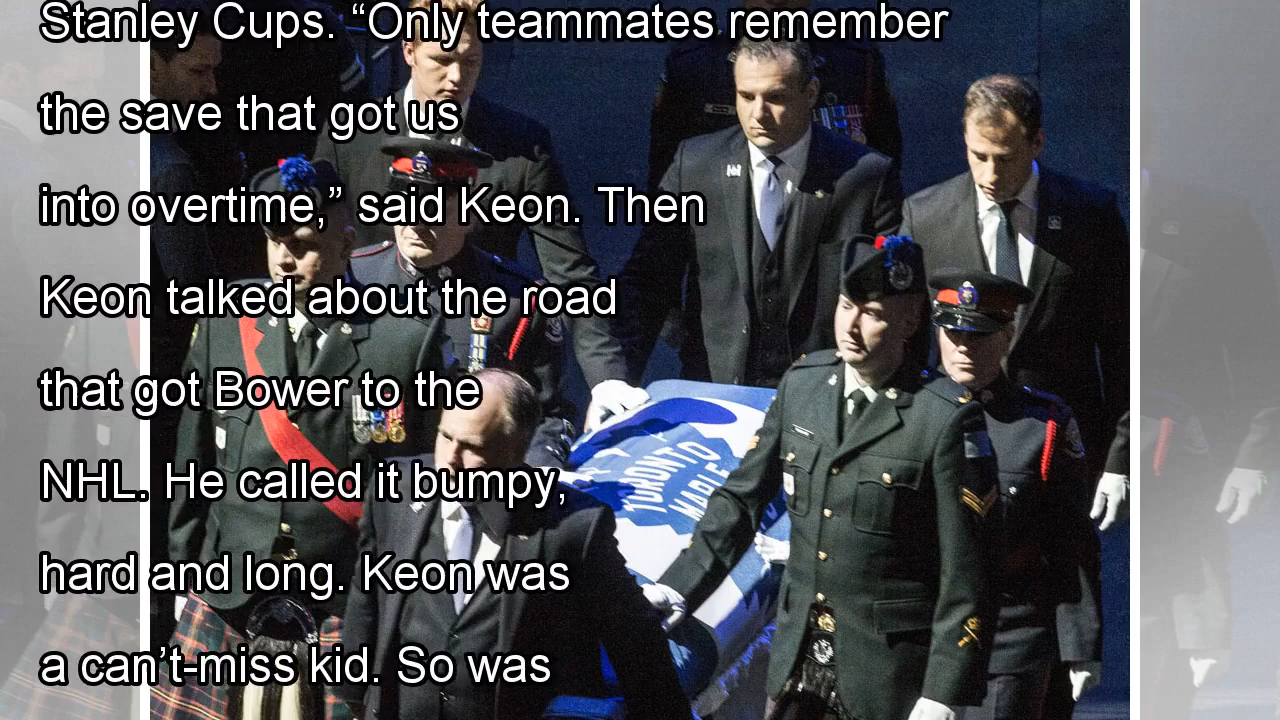 Stanley Cups. “Only teammates remember
the save that got us
into overtime,” said Keon. Then
Keon talked about the road
that got Bower to the
NHL. He called it bumpy,
hard and long. Keon was
a can’t-miss kid. So was
TORONTO
MAPLE